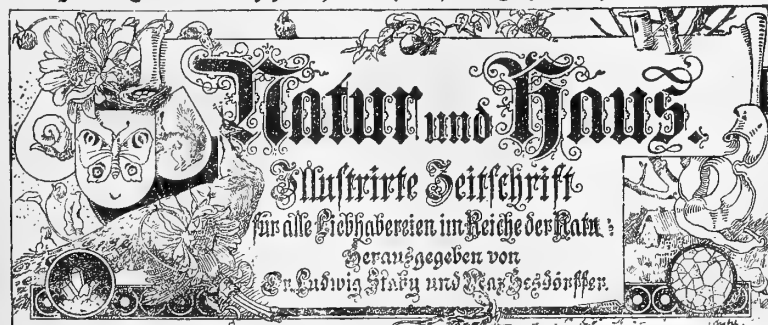 Natur und Haus.
Illustrirte Zeitschrift
für alle Liebhabereien im Reiche der Natur:
Herausgegeben von
Dr. Ludwig Staby und Max Hesdörffer.